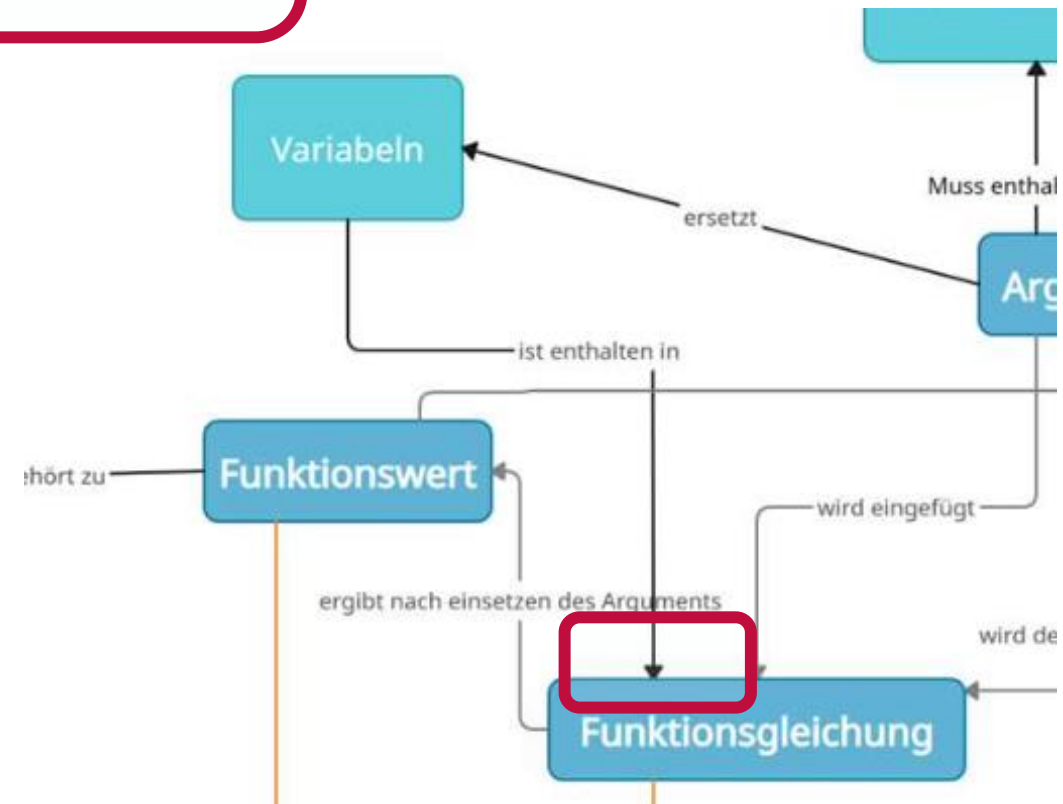 Variabeln
ersetzt
Muss enthal
Arg
ist enthalten in
Funktionswert
ehört zu
wird eingefügt
ergibt nach einsetzen des Arguments
wird de
Funktionsgleichung